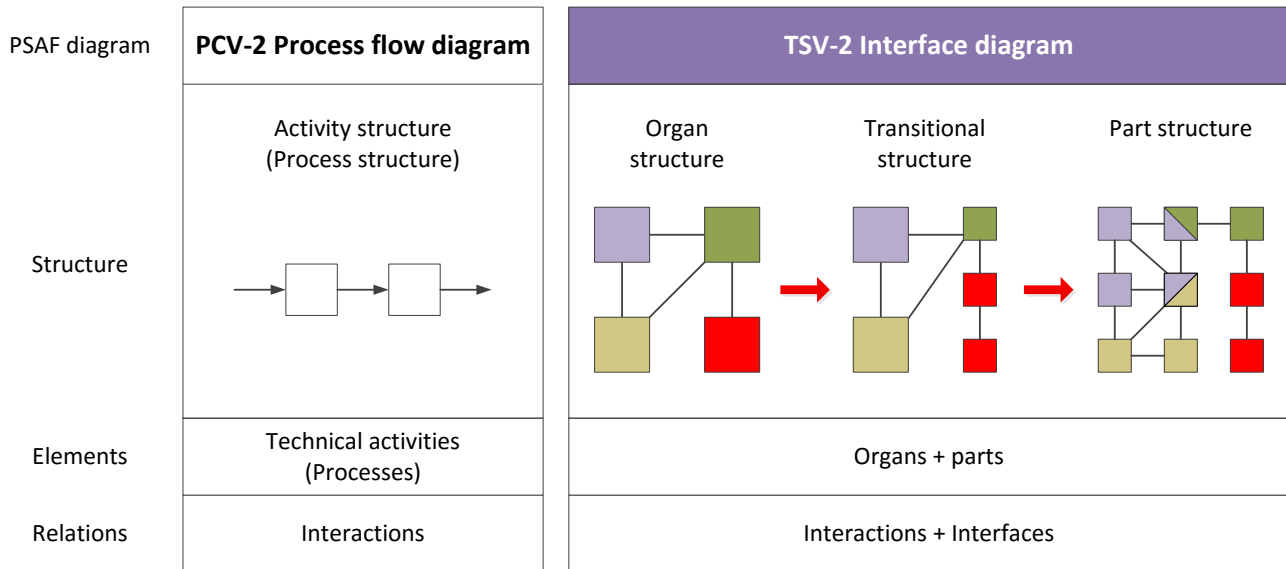 PSAF diagram
PCV-2 Process flow diagram
TSV-2 Interface diagram
Structure
Activity structure
(Process structure)
Organ
structure
Transitional
structure
Part structure
Elements
Technical activities
(Processes)
Organs + parts
Relations
Interactions
Interactions + Interfaces